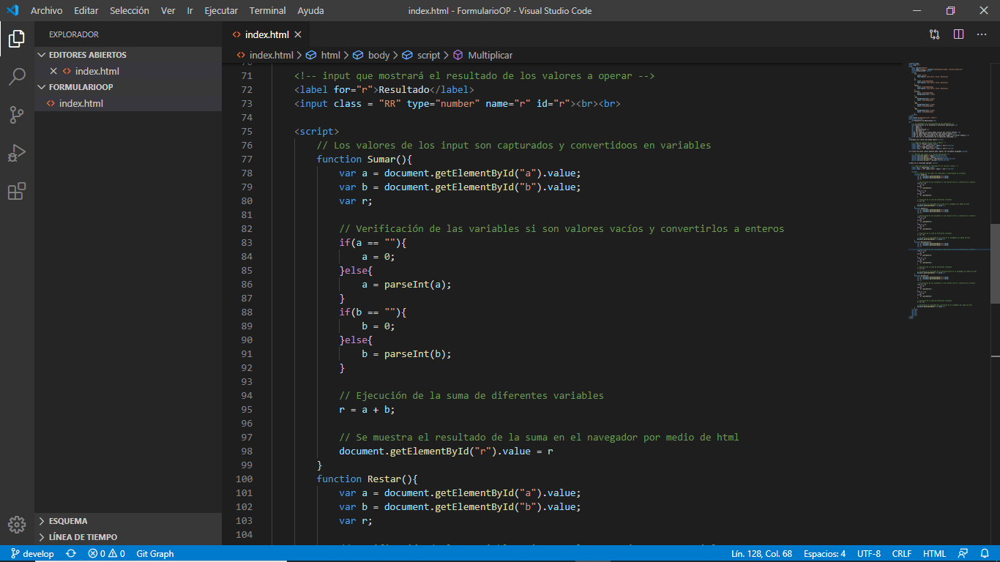 Archivo Editar Selección Ver Ir Ejecutar Terminal Ayuda
index.html - FormularioOP - Visual Studio Code
EXPLORADOR
EDITORES ABIERTOS
index.html
FORMULARIOOP
index.html
ESQUEMA
LÍNEA DE TIEMPO
index.html
index.html > html > body > script > Multiplicar
71 <!-- input que mostrará el resultado de los valores a operar -->
72 <label for="r">Resultado</label>
73 <input class = "RR" type="number" name="r" id="r"><br><br>
74
75 <script>
76 // Los valores de los input son capturados y convertidoos en variables
77 function Sumar(){
78 var a = document.getElementById("a").value;
79 var b = document.getElementById("b").value;
80 var r;
81
82 // Verificación de las variables si son valores vacíos y convertirlos a enteros
83 if(a == ""){
84 a = 0;
85 }else{
86 a = parseInt(a);
87 }
88 if(b == ""){
89 b = 0;
90 }else{
91 b = parseInt(b);
92 }
93
94 // Ejecución de la suma de diferentes variables
95 r = a + b;
96
97 // Se muestra el resultado de la suma en el navegador por medio de html
98 document.getElementById("r").value = r
99 }
100 function Restar(){
101 var a = document.getElementById("a").value;
102 var b = document.getElementById("b").value;
103 var r;
104
develop 0 0 Git Graph
Lín. 128, Col. 68 Espacios: 4 UTF-8 CRLF HTML